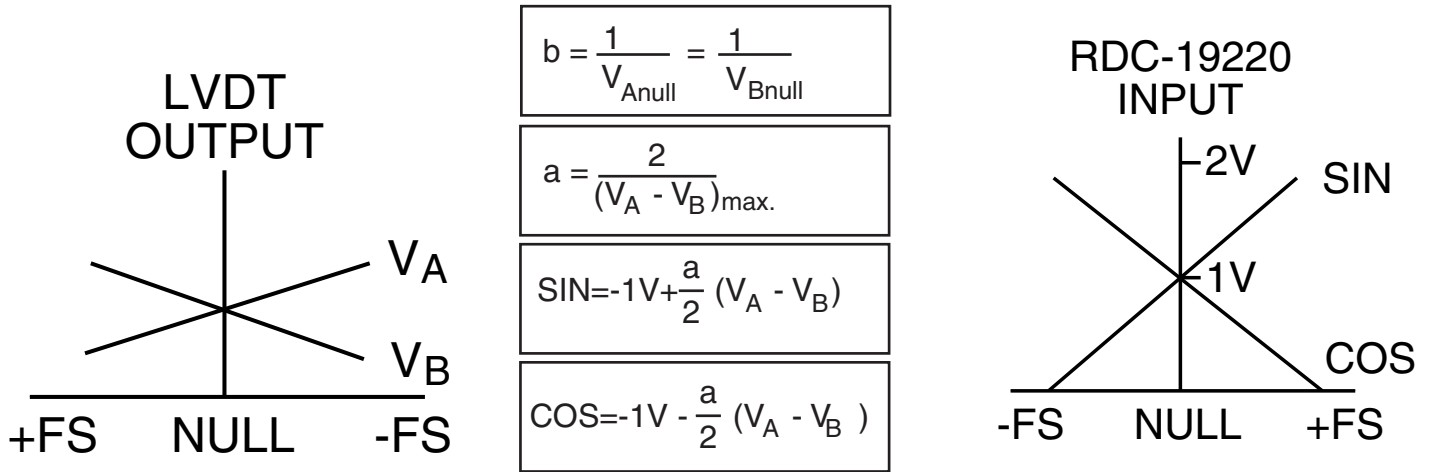 LVDT
OUTPUT
V_A
V_B
+FS NULL -FS
b = 1/V_Anull = 1/V_Bnull
a = 2/(V_A - V_B)max.
SIN=-1V+a/2 (V_A - V_B)
COS=-1V - a/2 (V_A - V_B )
RDC-19220
INPUT
2V
SIN
1V
COS
-FS NULL +FS